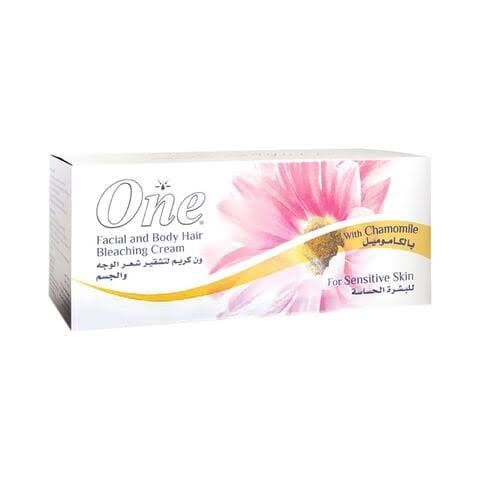 One
Facial and Body Hair
Bleaching Cream
ون كريم لتشقير شعر الوجه
والجسم
With Chamomile
بالكاموميل
For Sensitive Skin
للبشرة الحساسة